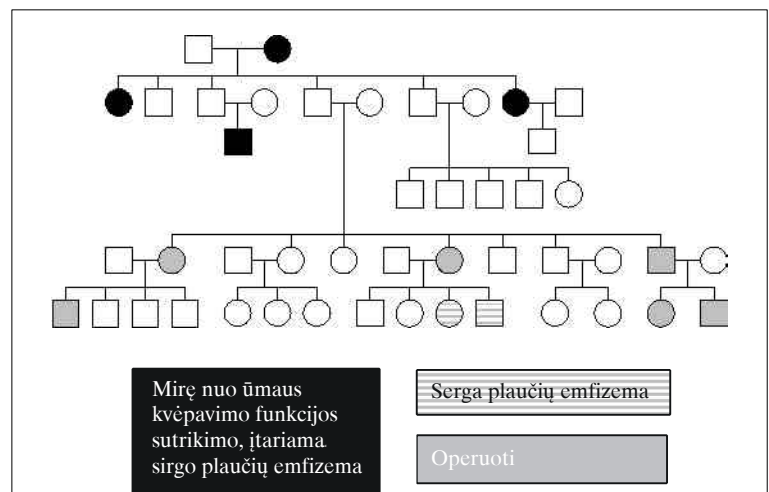 Mirę nuo ūmaus
kvėpavimo funkcijos
sutrikimo, įtariama
sirgo plaučių emfizema
Serga plaučių emfizema
Operuoti